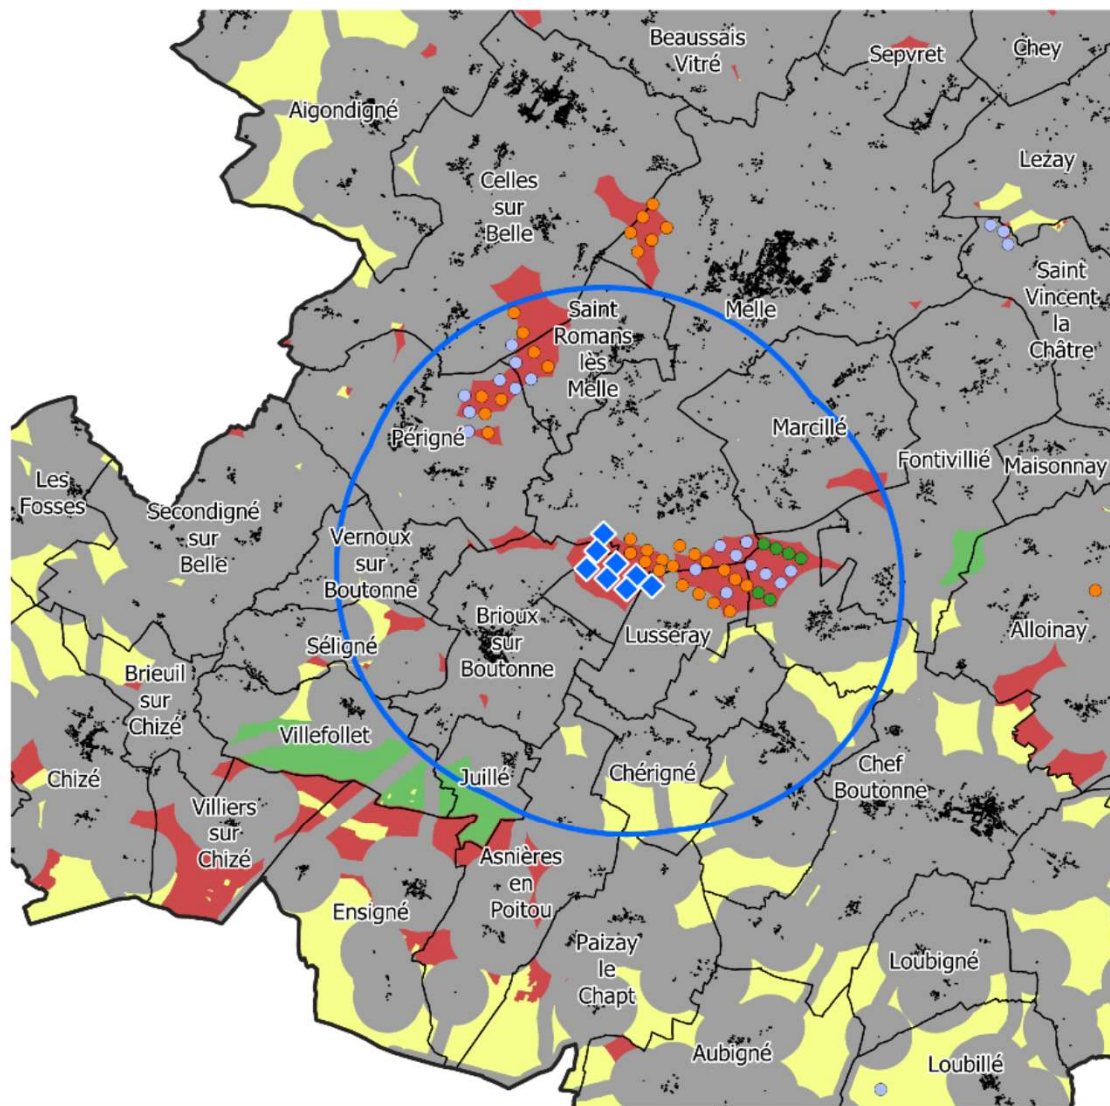 Beaussais
Vitré
Sepvret
Chey
Aigondigné
Lezay
Celles
sur
Belle
Saint
Vincent
la
Châtre
Melle
Saint
Romans
lès
Melle
Périgné
Marcillé
Fontivillié
Maisonnay
Les
Fosses
Secondigné
sur
Belle
Vernoux
sur
Boutonne
Brioux
sur
Boutonne
Lusseray
Alloinay
Séligné
Brieuil
sur
Chizé
Villefollet
Chizé
Juillé
Chérigné
Chef
Boutonne
Villiers
sur
Chizé
Asnières
en
Poitou
Ensigné
Paizay
le
Chapt
Loubigné
Aubigné
Loubillé